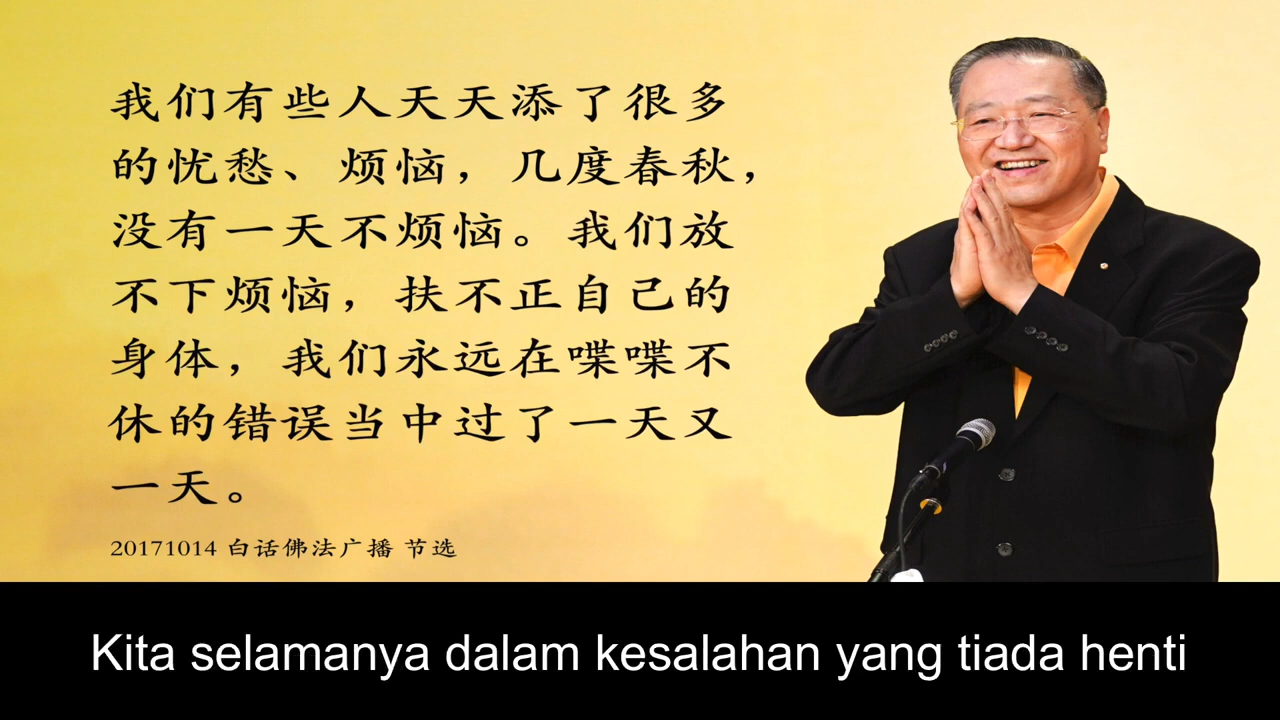 我们有些人天天添了很多
的忧愁、烦恼，几度春秋，
没有一天不烦恼。我们放
不下烦恼，扶不正自己的
身体，我们永远在喋喋不
休的错误当中过了一天又
一天。
20171014 白话佛法广播 节选
Kita selamanya dalam kesalahan yang tiada henti